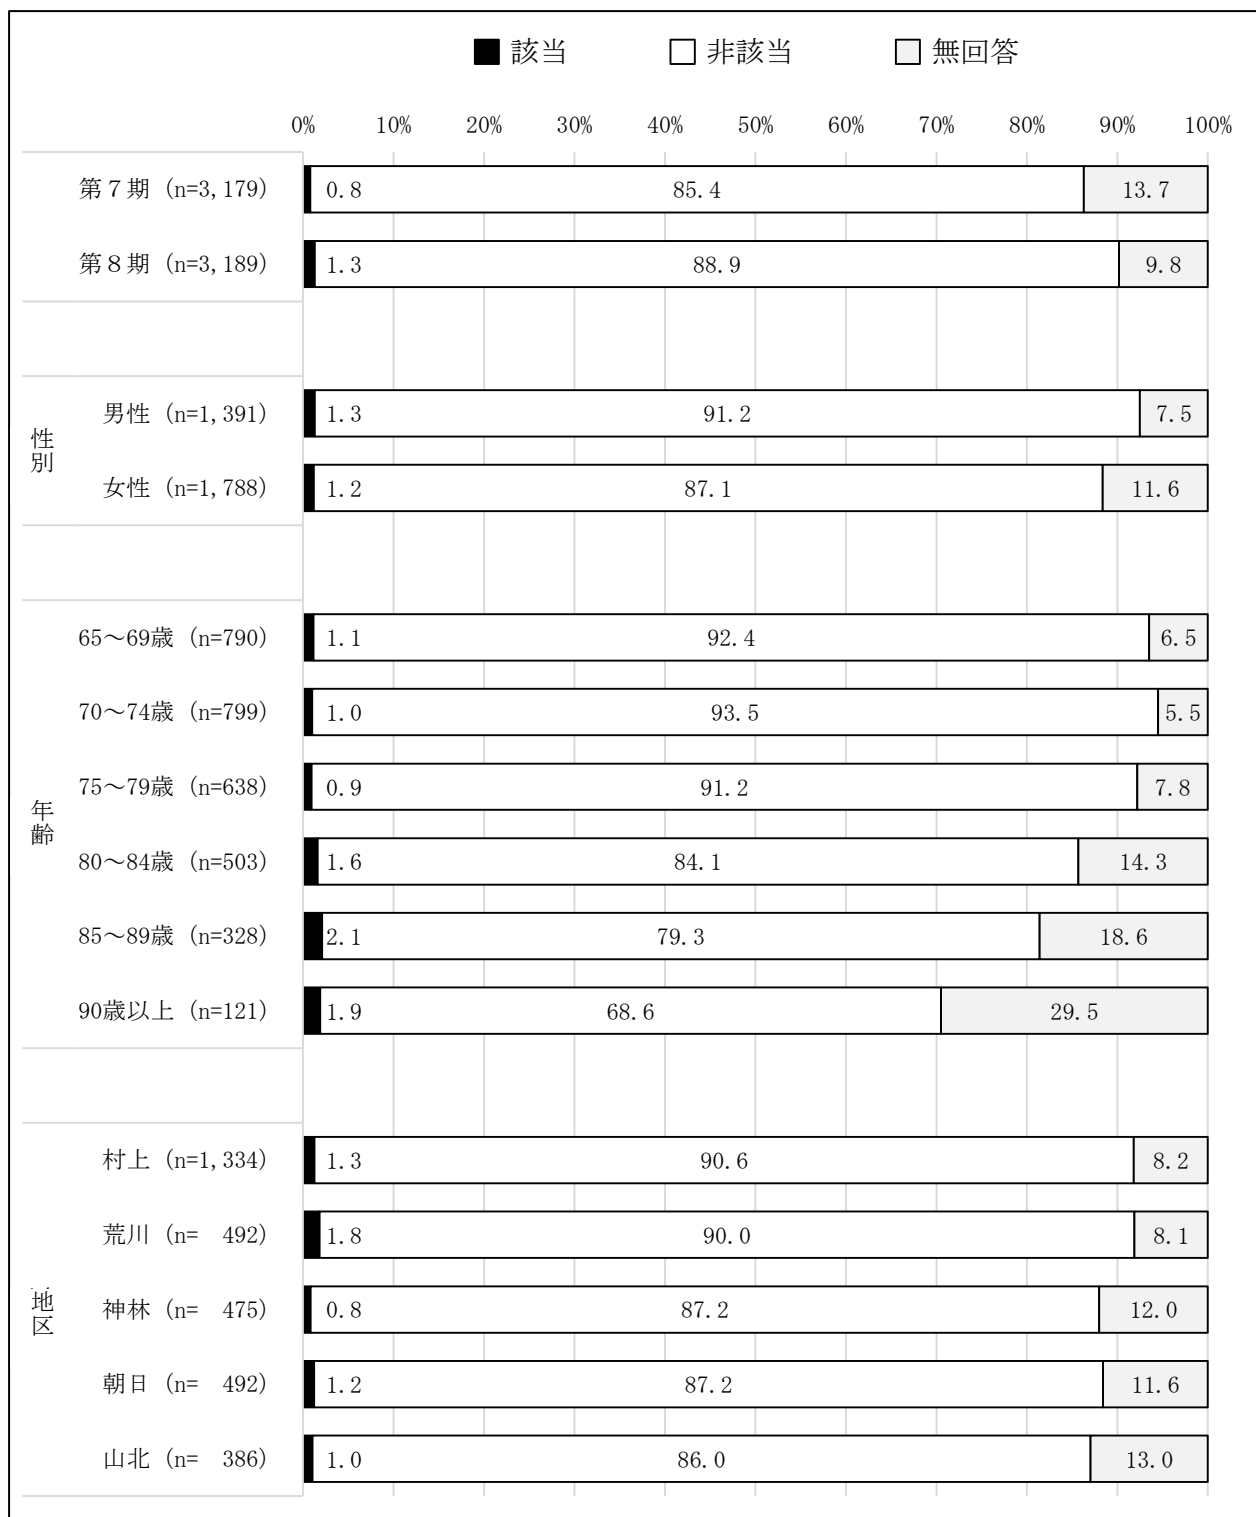 該当 非該当 無回答
0% 10% 20% 30% 40% 50% 60% 70% 80% 90% 100%
第７期 (n=3,179) 0.8 85.4 13.7
第８期 (n=3,189) 1.3 88.9 9.8
性別
男性 (n=1,391) 1.3 91.2 7.5
女性 (n=1,788) 1.2 87.1 11.6
年齢
65～69歳 (n=790) 1.1 92.4 6.5
70～74歳 (n=799) 1.0 93.5 5.5
75～79歳 (n=638) 0.9 91.2 7.8
80～84歳 (n=503) 1.6 84.1 14.3
85～89歳 (n=328) 2.1 79.3 18.6
90歳以上 (n=121) 1.9 68.6 29.5
地区
村上 (n=1,334) 1.3 90.6 8.2
荒川 (n= 492) 1.8 90.0 8.1
神林 (n= 475) 0.8 87.2 12.0
朝日 (n= 492) 1.2 87.2 11.6
山北 (n= 386) 1.0 86.0 13.0